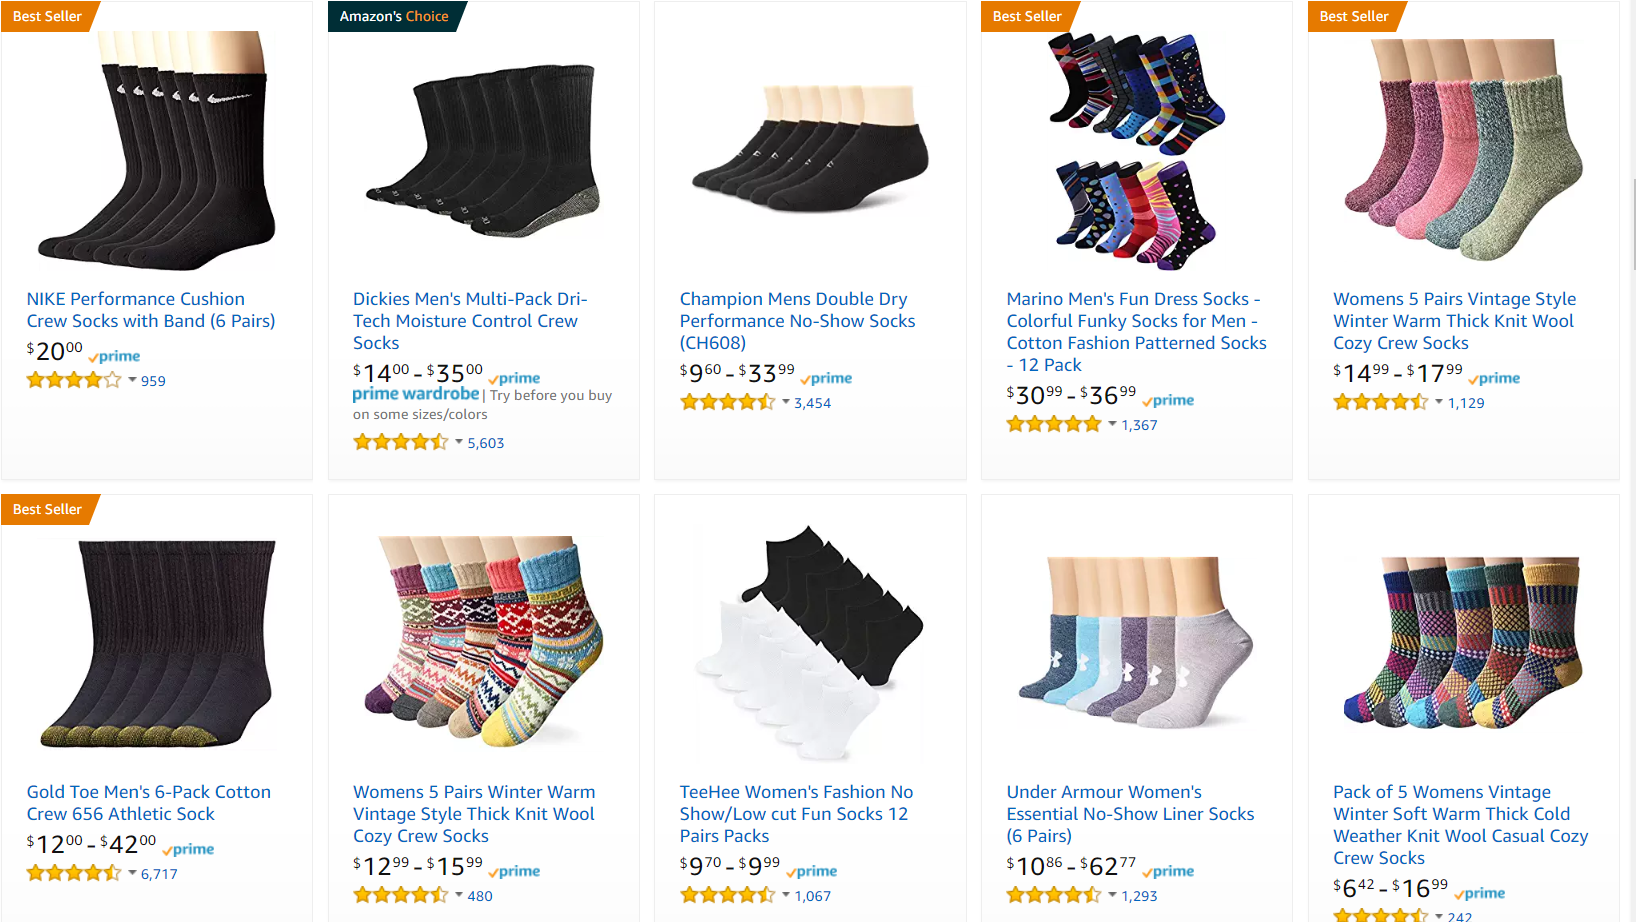 Best Seller
NIKE Performance Cushion
Crew Socks with Band (6 Pairs)
$20 00 prime
959
Amazon's Choice
Dickies Men's Multi-Pack Dri-
Tech Moisture Control Crew
Socks
$14 00 - $35 00 prime
prime wardrobe | Try before you buy
on some sizes/colors
5,603
Champion Mens Double Dry
Performance No-Show Socks
(CH608)
$9 60 - $33 99 prime
3,454
Best Seller
Marino Men's Fun Dress Socks -
Colorful Funky Socks for Men -
Cotton Fashion Patterned Socks
- 12 Pack
$30 99 - $36 99 prime
1,367
Best Seller
Womens 5 Pairs Vintage Style
Winter Warm Thick Knit Wool
Cozy Crew Socks
$14 99 - $17 99 prime
1,129
Best Seller
Gold Toe Men's 6-Pack Cotton
Crew 656 Athletic Sock
$12 00 - $42 00 prime
6,717
Womens 5 Pairs Winter Warm
Vintage Style Thick Knit Wool
Cozy Crew Socks
$12 99 - $15 99 prime
480
TeeHee Women's Fashion No
Show/Low cut Fun Socks 12
Pairs Packs
$9 70 - $9 99 prime
1,067
Under Armour Women's
Essential No-Show Liner Socks
(6 Pairs)
$10 86 - $62 77 prime
1,293
Pack of 5 Womens Vintage
Winter Soft Warm Thick Cold
Weather Knit Wool Casual Cozy
Crew Socks
$6 42 - $16 99 prime
242